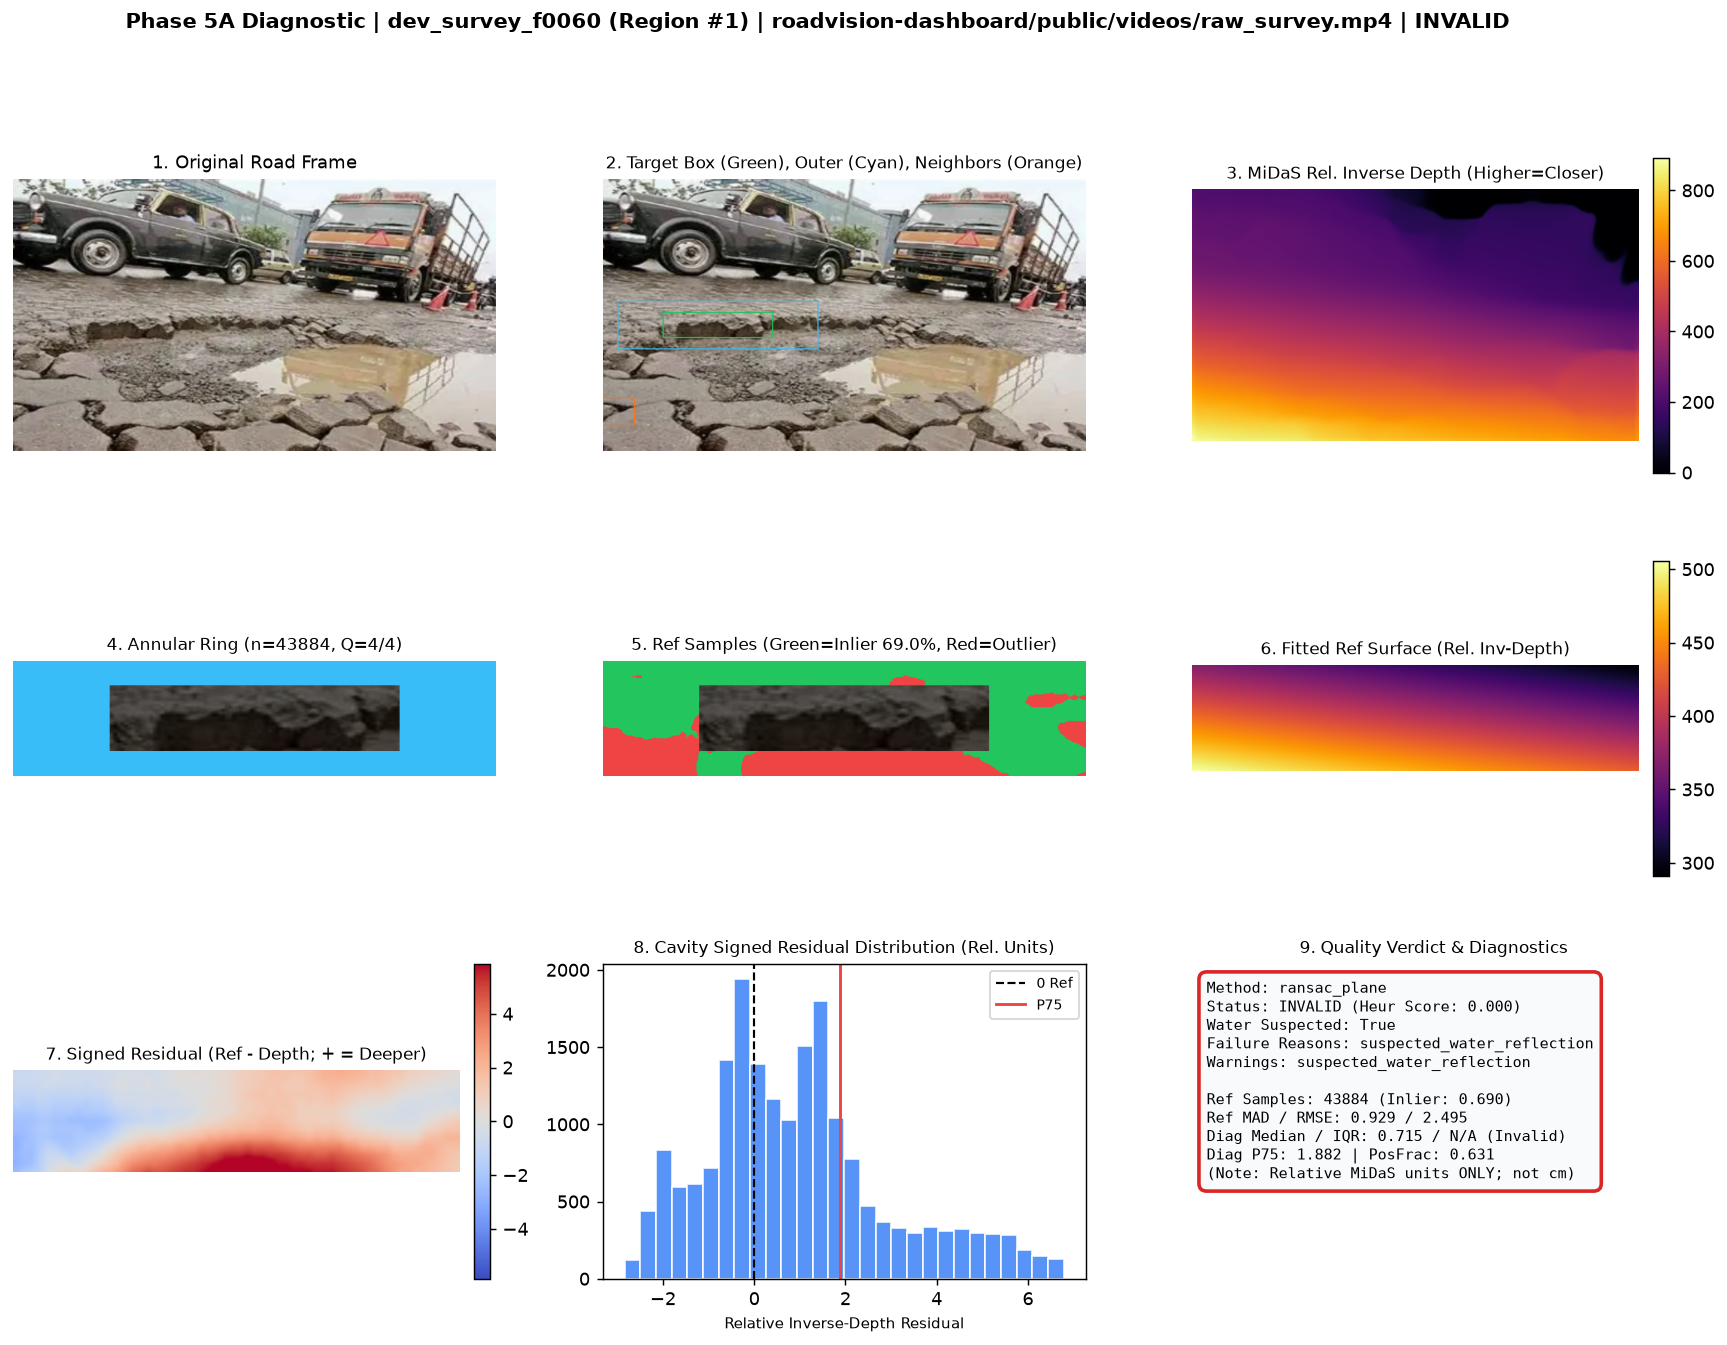 Phase 5A Diagnostic | dev_survey_f0060 (Region #1) | roadvision-dashboard/public/videos/raw_survey.mp4 | INVALID
1. Original Road Frame
2. Target Box (Green), Outer (Cyan), Neighbors (Orange)
3. MiDaS Rel. Inverse Depth (Higher=Closer)
800
600
400
200
0
4. Annular Ring (n=43884, Q=4/4)
5. Ref Samples (Green=Inlier 69.0%, Red=Outlier)
6. Fitted Ref Surface (Rel. Inv-Depth)
500
450
400
350
300
7. Signed Residual (Ref - Depth; + = Deeper)
4
2
0
−2
−4
8. Cavity Signed Residual Distribution (Rel. Units)
2000
1500
1000
500
0
−2
0
2
4
6
0 Ref
P75
Relative Inverse-Depth Residual
9. Quality Verdict & Diagnostics
Method: ransac_plane
Status: INVALID (Heur Score: 0.000)
Water Suspected: True
Failure Reasons: suspected_water_reflection
Warnings: suspected_water_reflection
Ref Samples: 43884 (Inlier: 0.690)
Ref MAD / RMSE: 0.929 / 2.495
Diag Median / IQR: 0.715 / N/A (Invalid)
Diag P75: 1.882 | PosFrac: 0.631
(Note: Relative MiDaS units ONLY; not cm)